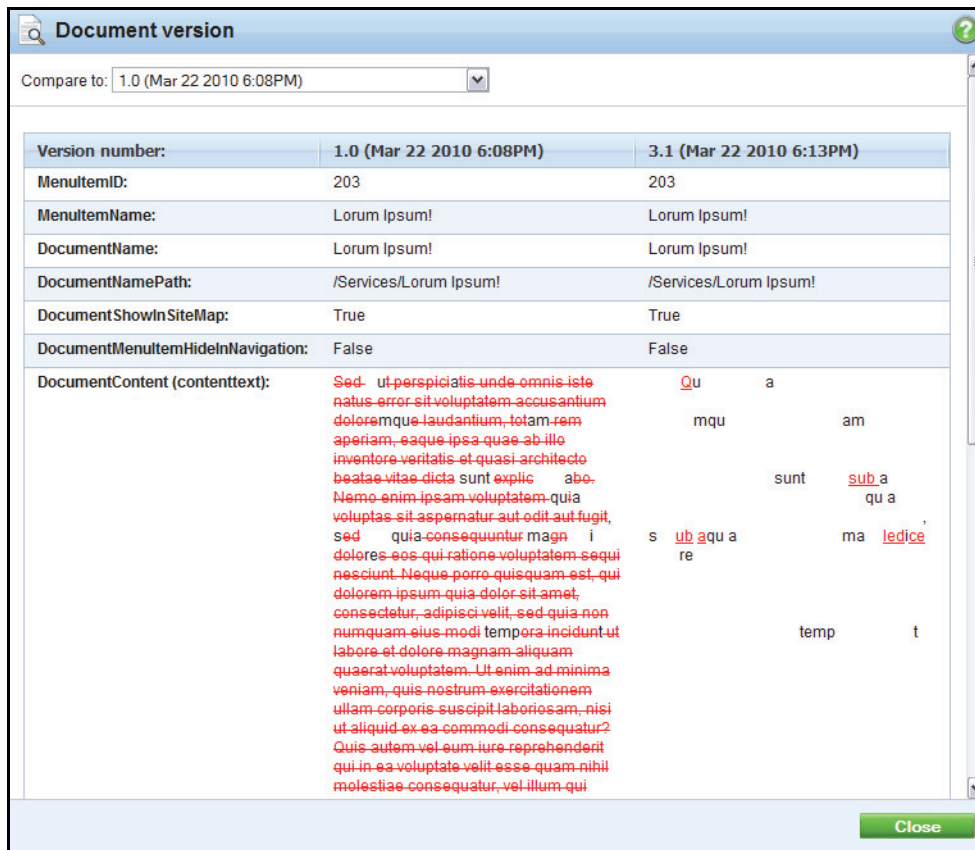 Document version
Compare to: 1.0 (Mar 22 2010 6:08PM)
Version number: 1.0 (Mar 22 2010 6:08PM) 3.1 (Mar 22 2010 6:13PM)
MenuItemID: 203 203
MenuItemName: Lorum Ipsum! Lorum Ipsum!
DocumentName: Lorum Ipsum! Lorum Ipsum!
DocumentNamePath: /Services/Lorum Ipsum! /Services/Lorum Ipsum!
DocumentShowInSiteMap: True True
DocumentMenuItemHideInNavigation: False False
DocumentContent (contenttext): Sed ut perspiciatis unde omnis iste Qu a
natus error sit voluptatem accusantium
doloremque laudantium, totam rem mqu am
aperiam, eaque ipsa quae ab illo
inventore veritatis et quasi architecto
beatae vitae dicta sunt explic abo. sunt sub a
Nemo enim ipsam voluptatem quia qu a
voluptas sit aspernatur aut odit aut fugit, ,
sed quia consequuntur magn i s ub aqu a ma ledice
dolores eos qui ratione voluptatem sequi re
nesciunt. Neque porro quisquam est, qui
dolorem ipsum quia dolor sit amet,
consectetur, adipisci velit, sed quia non
numquam eius modi tempora incidunt ut temp t
labore et dolore magnam aliquam
quaerat voluptatem. Ut enim ad minima
veniam, quis nostrum exercitationem
ullam corporis suscipit laboriosam, nisi
ut aliquid ex ea commodi consequatur?
Quis autem vel eum iure reprehenderit
qui in ea voluptate velit esse quam nihil
molestiae consequatur, vel illum qui
Close